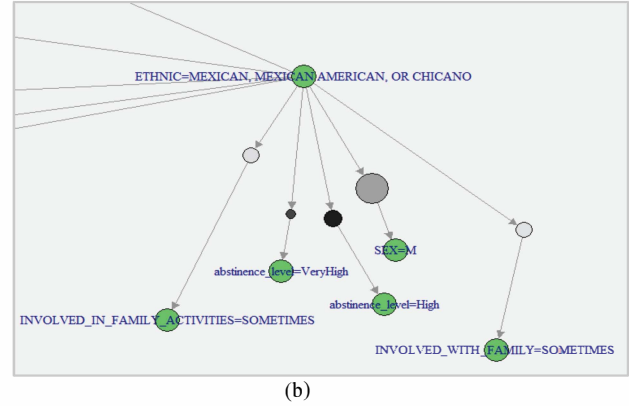 ETHNIC=MEXICAN, MEXICAN AMERICAN, OR CHICANO
SEX=M
abstinence_level=VeryHigh
abstinence_level=High
INVOLVED_IN_FAMILY_ACTIVITIES=SOMETIMES
INVOLVED_WITH_FAMILY=SOMETIMES
(b)